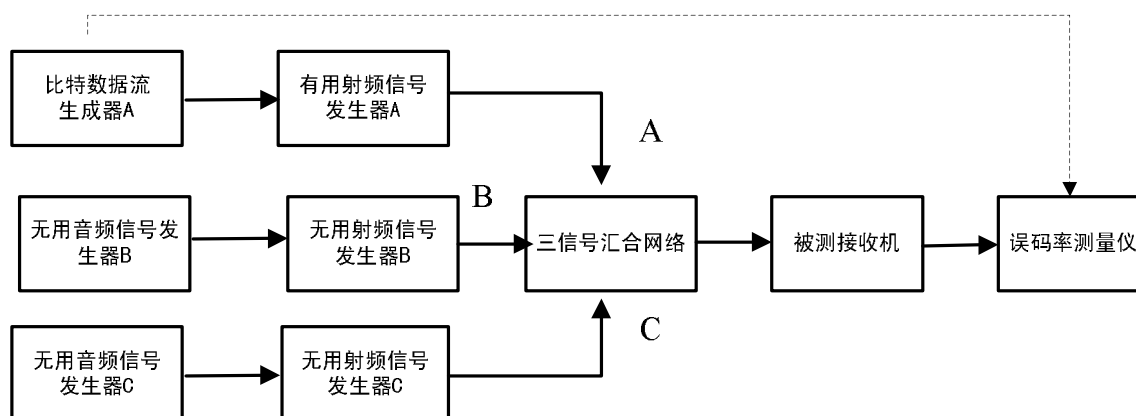 比特数据流
生成器A
有用射频信号
发生器A
A
无用音频信号发
生器B
无用射频信号
发生器B
B
三信号汇合网络
被测接收机
误码率测量仪
无用音频信号
发生器C
无用射频信号
发生器C
C